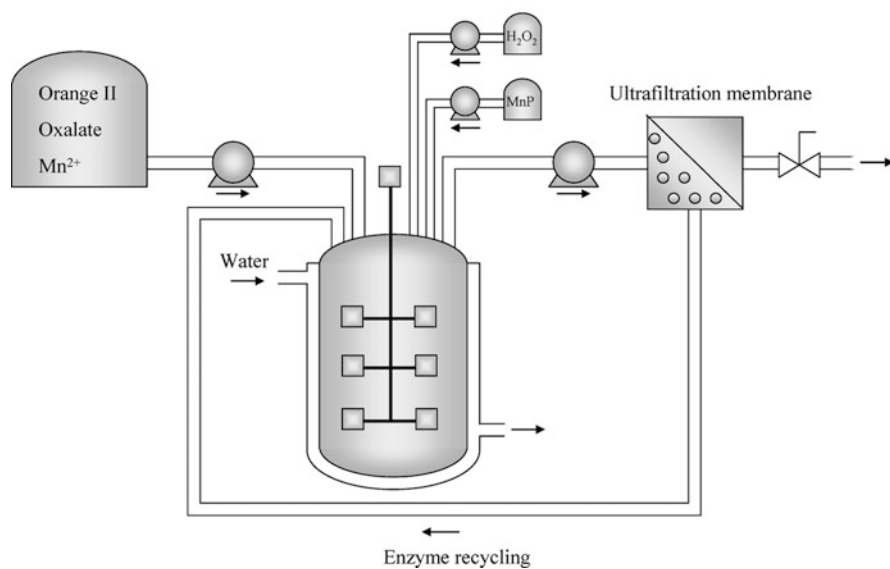 H₂O₂
MnP
Orange II
Oxalate
Mn²⁺
Ultrafiltration membrane
Water
Enzyme recycling